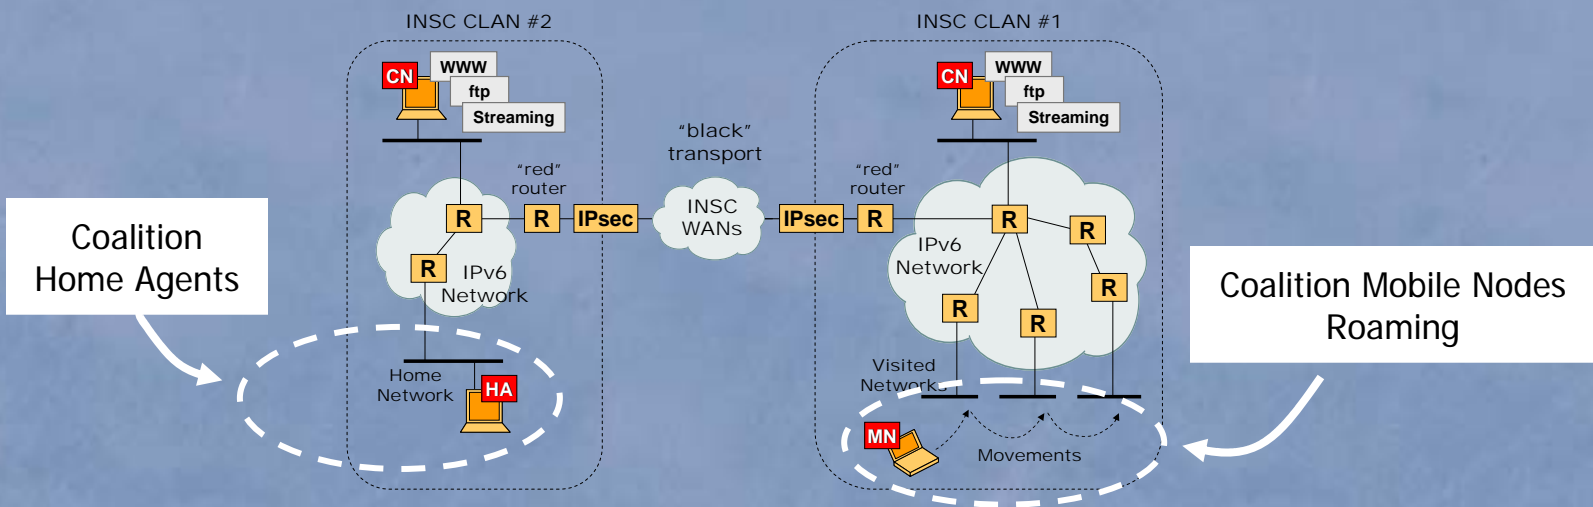 INSC CLAN #2
INSC CLAN #1
CN
WWW
ftp
Streaming
CN
WWW
ftp
Streaming
"black"
transport
"red"
router
"red"
router
R
R
IPsec
INSC
WANs
IPsec
R
R
R
R
IPv6
Network
IPv6
Network
R
R
R
Coalition
Home Agents
Coalition Mobile Nodes
Roaming
Home
Network
HA
Visited
Networks
MN
Movements